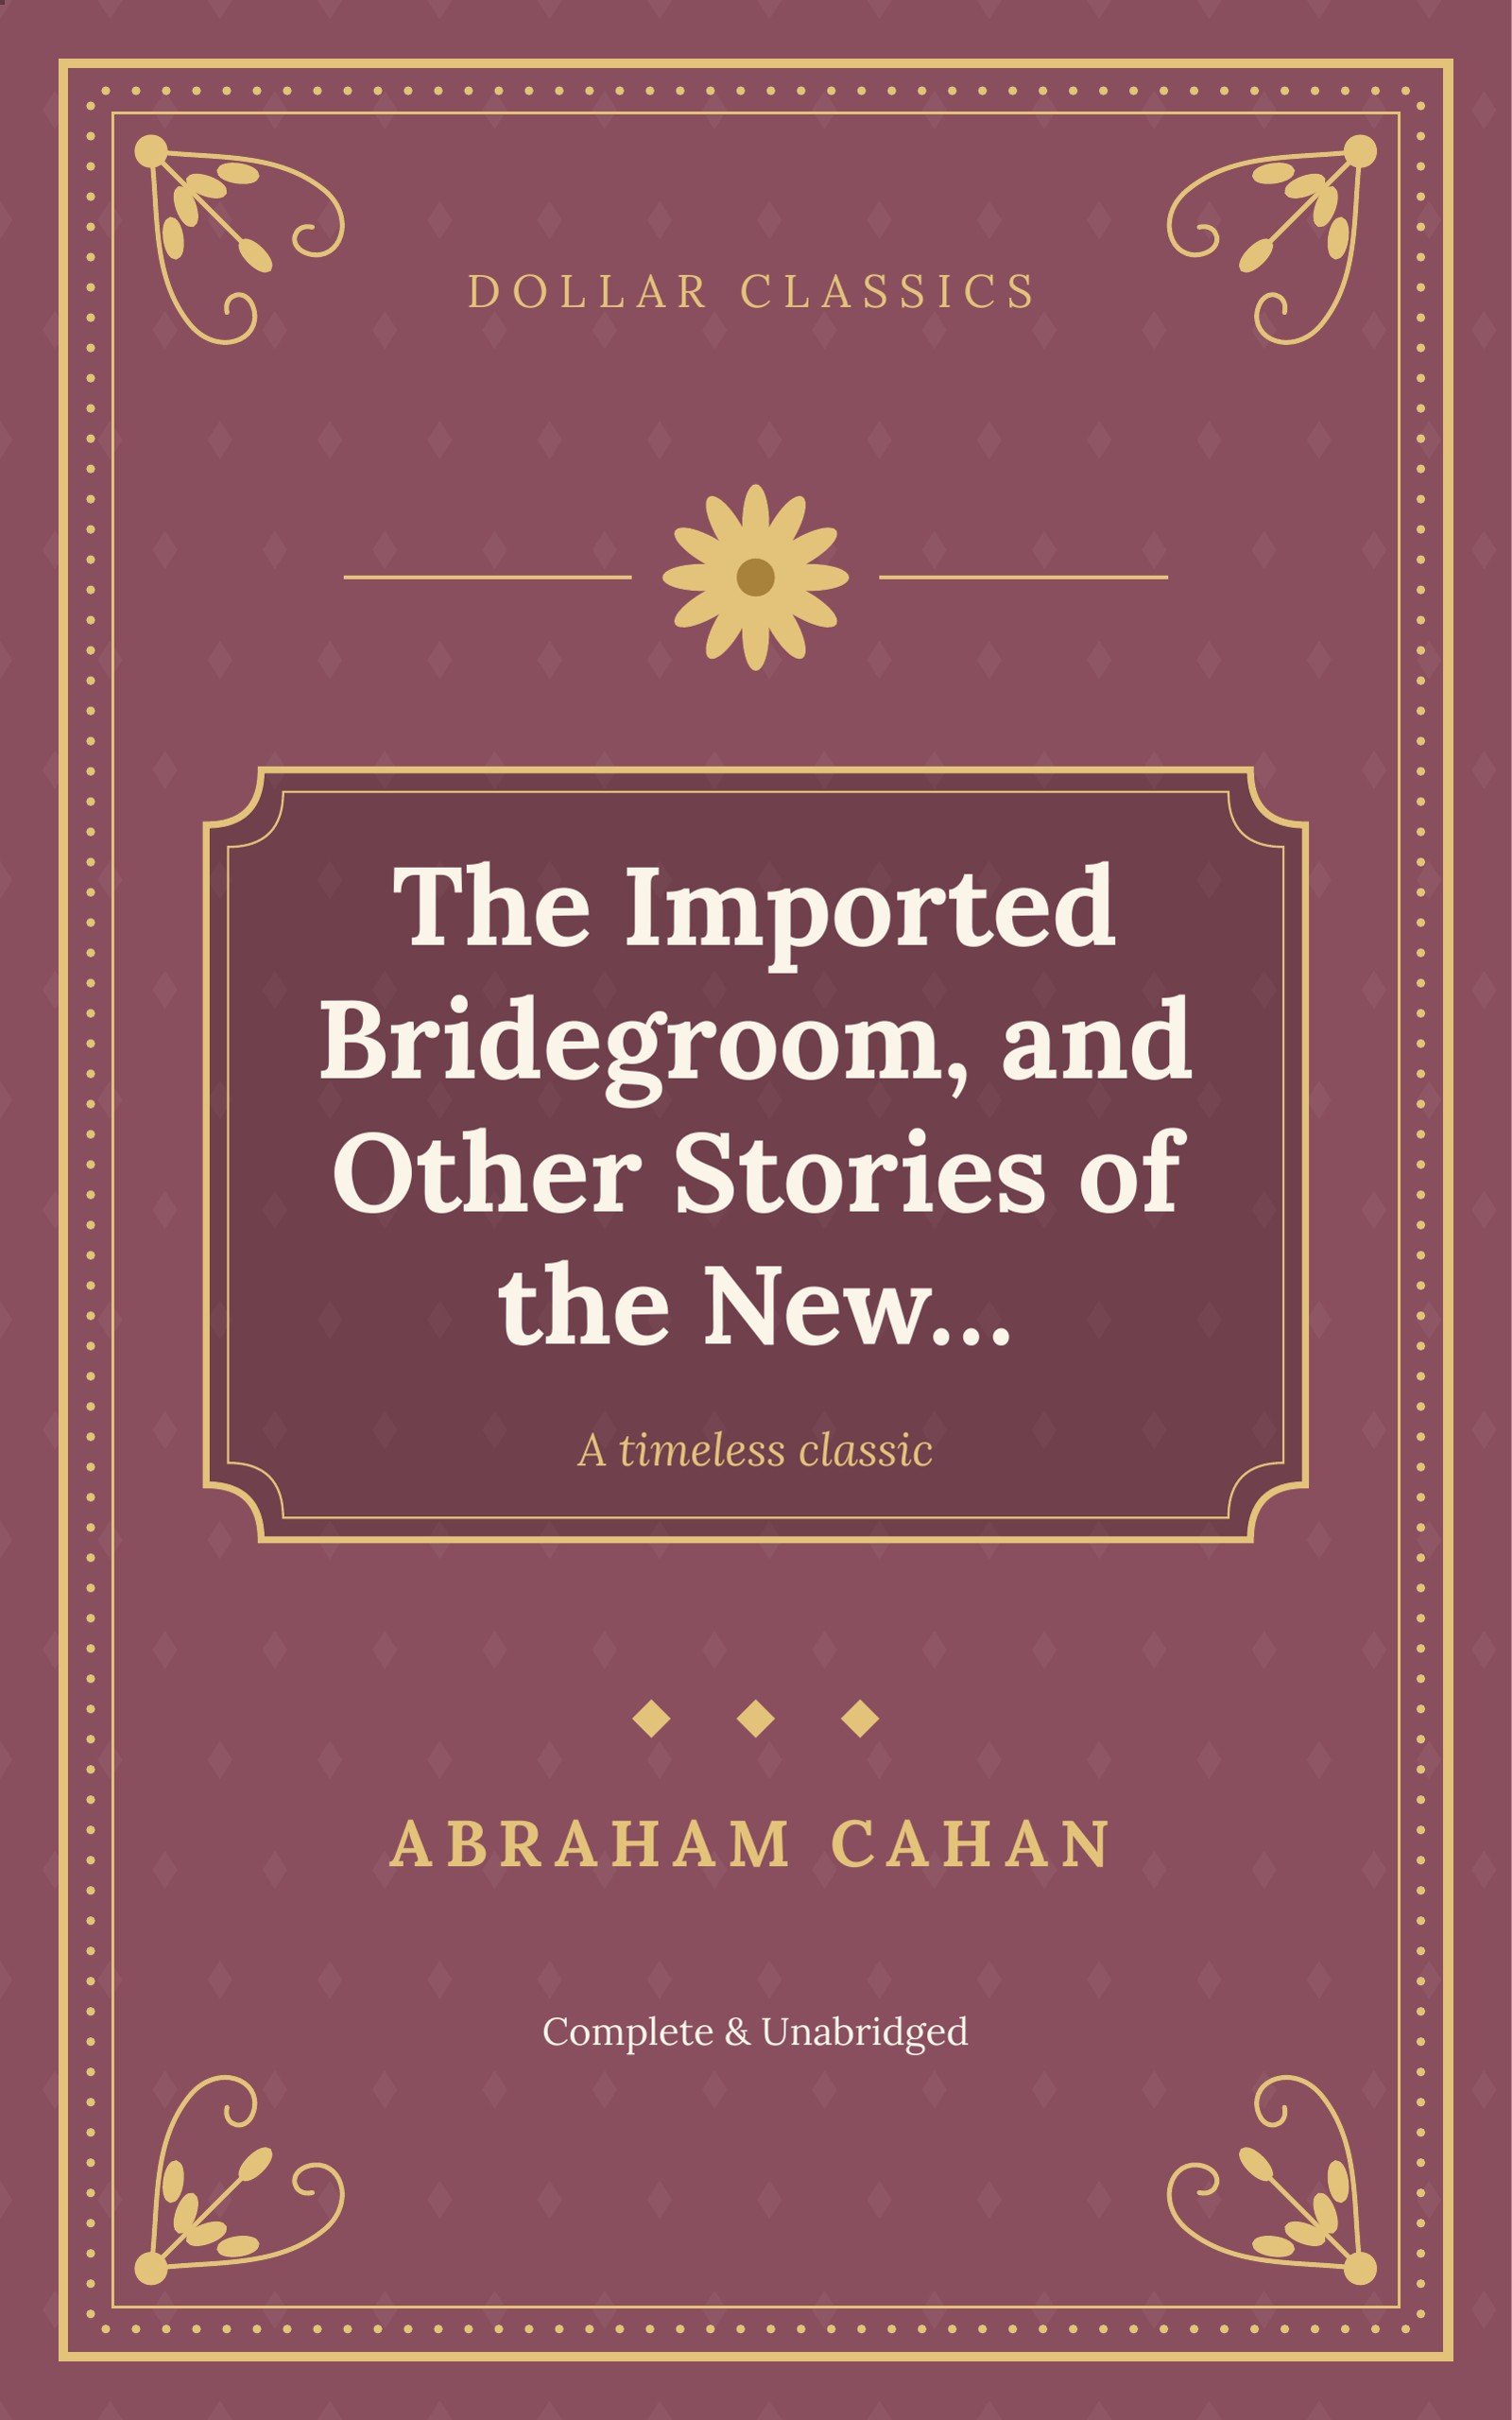 DOLLAR CLASSICS
The Imported
Bridegroom, and
Other Stories of
the New...
A timeless classic
ABRAHAM CAHAN
Complete & Unabridged